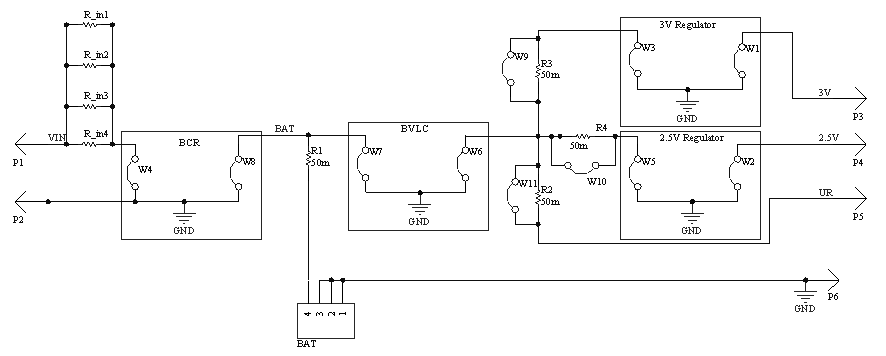 R_in1
R_in2
R_in3
R_in4
VIN
P1
P2
BCR
W4
W8
GND
BAT
R1
50m
BVLC
W7
W6
GND
W9
R3
50m
R4
50m
W10
W11
R2
50m
3V Regulator
W3
W1
GND
3V
P3
2.5V Regulator
W5
W2
GND
2.5V
P4
UR
P5
4
3
2
1
BAT
GND
P6